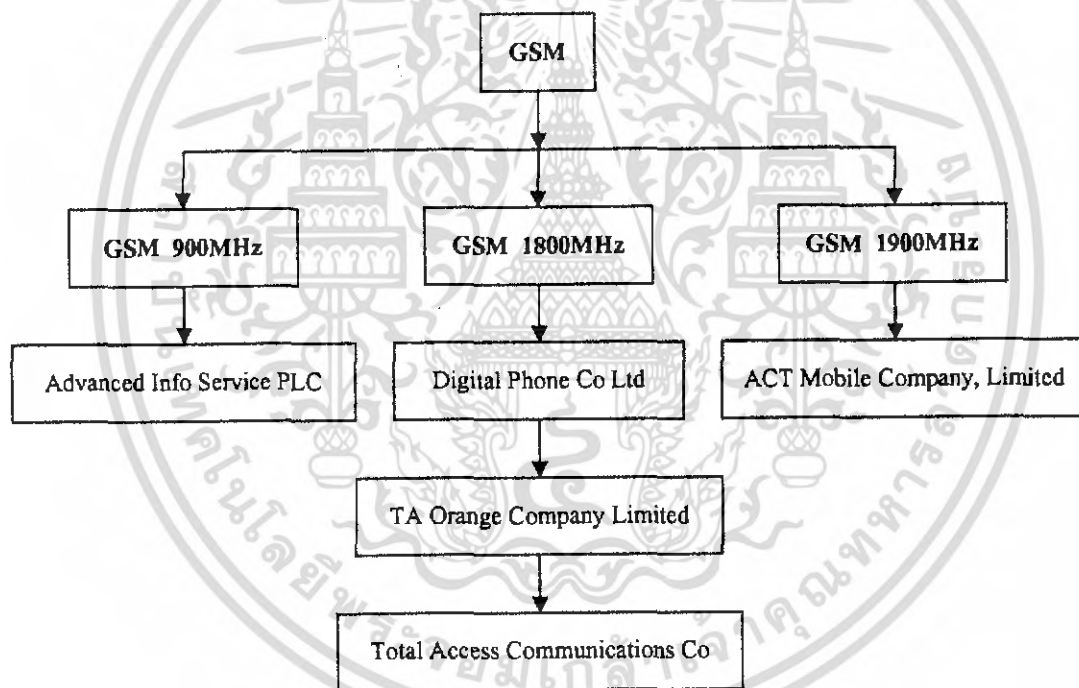 GSM
GSM 900MHz
GSM 1800MHz
GSM 1900MHz
Advanced Info Service PLC
Digital Phone Co Ltd
ACT Mobile Company, Limited
TA Orange Company Limited
Total Access Communications Co